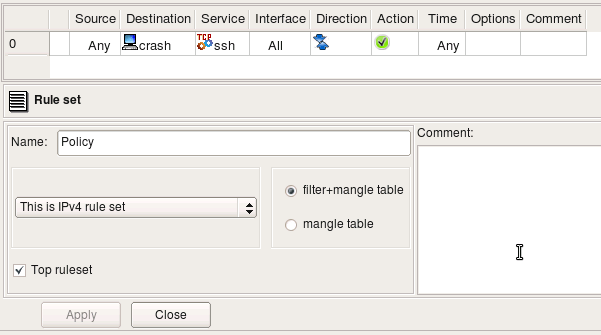 Source Destination Service Interface Direction Action Time Options Comment
0 Any crash TCP ssh All Any
Rule set
Name: Policy
Comment:
This is IPv4 rule set
filter+mangle table
mangle table
Top ruleset
Apply Close